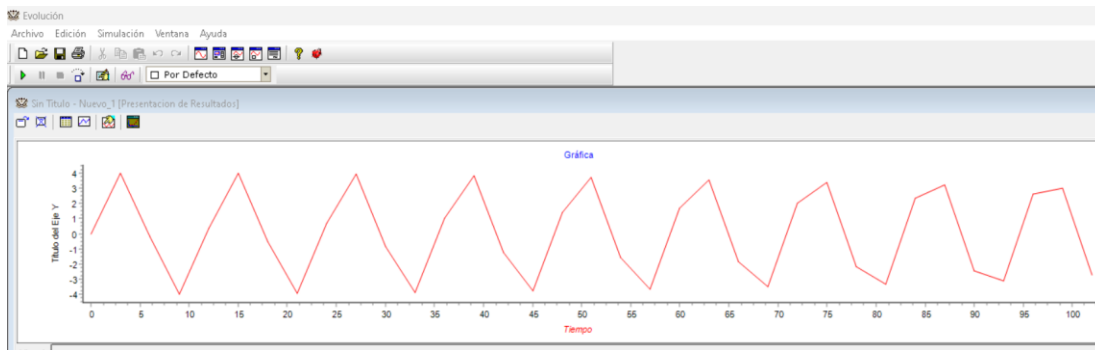 Evolución
Archivo Edición Simulación Ventana Ayuda
Por Defecto
Sin Titulo - Nuevo_1 [Presentacion de Resultados]
Gráfica
Título del Eje Y
4
3
2
1
0
-1
-2
-3
-4
0 5 10 15 20 25 30 35 40 45 50 55 60 65 70 75 80 85 90 95 100
Tiempo